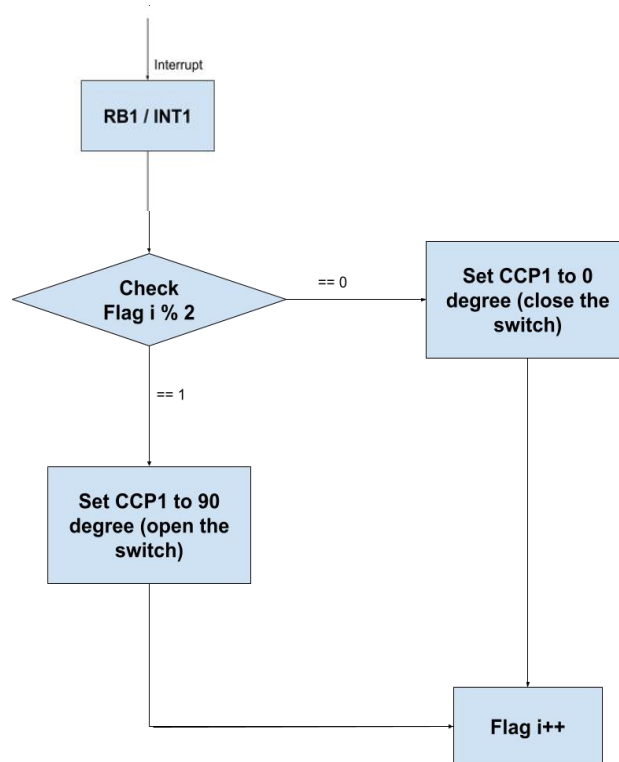 Interrupt
RB1 / INT1
Check
Flag i % 2
== 0
Set CCP1 to 0
degree (close the
switch)
== 1
Set CCP1 to 90
degree (open the
switch)
Flag i++